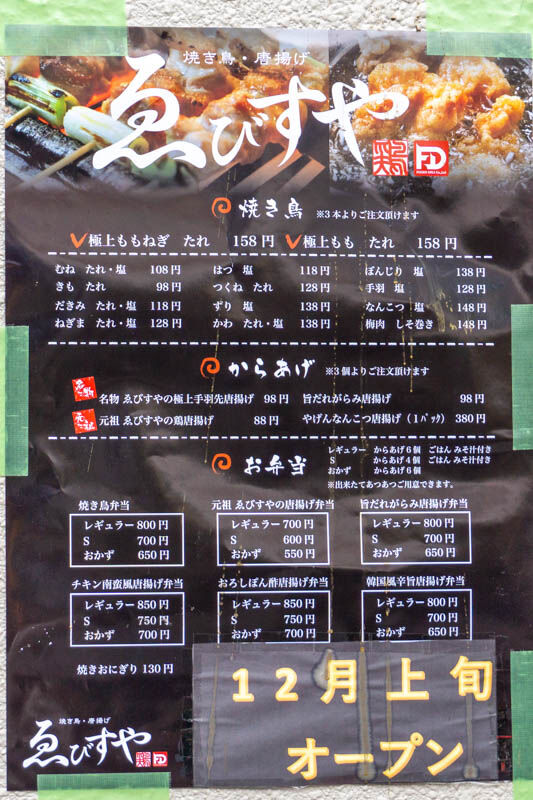 焼き鳥・唐揚げ
ゑびすや
鶏 FD
焼き鳥 ※3本よりご注文頂けます
極上ももねぎ たれ 158円 極上もも たれ 158円
むね たれ・塩 108円 はつ 塩 118円 ぼんじり 塩 138円
きも たれ 98円 つくね たれ 128円 手羽 塩 128円
だきみ たれ・塩 118円 ずり 塩 138円 なんこつ 塩 148円
ねぎま たれ・塩 128円 かわ たれ・塩 138円 梅肉 しそ巻き 148円
からあげ ※3個よりご注文頂けます
名物 名物 ゑびすやの極上手羽先唐揚げ 98円 旨だれがらみ唐揚げ 98円
元祖 元祖 ゑびすやの鶏唐揚げ 88円 やげんなんこつ唐揚げ(1パック) 380円
お弁当
レギュラー からあげ6個 ごはん みそ汁付き
S からあげ4個 ごはん みそ汁付き
おかず からあげ6個
※出来たてあつあつご用意できます。
焼き鳥弁当 元祖 ゑびすやの唐揚げ弁当 旨だれがらみ唐揚げ弁当
レギュラー 800円 レギュラー 700円 レギュラー 800円
S 700円 S 600円 S 700円
おかず 650円 おかず 550円 おかず 650円
チキン南蛮風唐揚げ弁当 おろしぽん酢唐揚げ弁当 韓国風辛旨唐揚げ弁当
レギュラー 850円 レギュラー 850円 レギュラー 800円
S 750円 S 750円 S 700円
おかず 700円 おかず 700円 おかず 650円
焼きおにぎり 130円
12月上旬
オープン
焼き鳥・唐揚げ
ゑびすや
鶏 FD